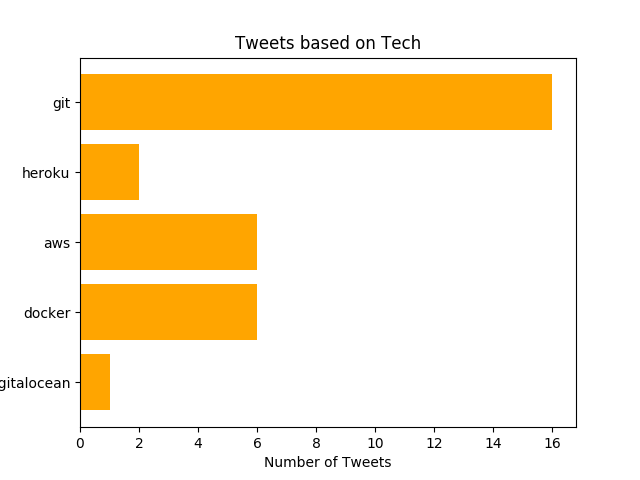 Tweets based on Tech
git
heroku
aws
docker
gitalocean
0 2 4 6 8 10 12 14 16
Number of Tweets